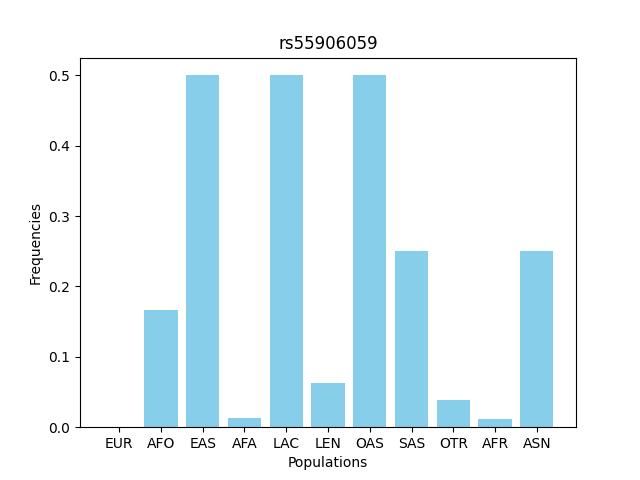 rs55906059
Frequencies
0.5
0.4
0.3
0.2
0.1
0.0
EUR AFO EAS AFA LAC LEN OAS SAS OTR AFR ASN
Populations